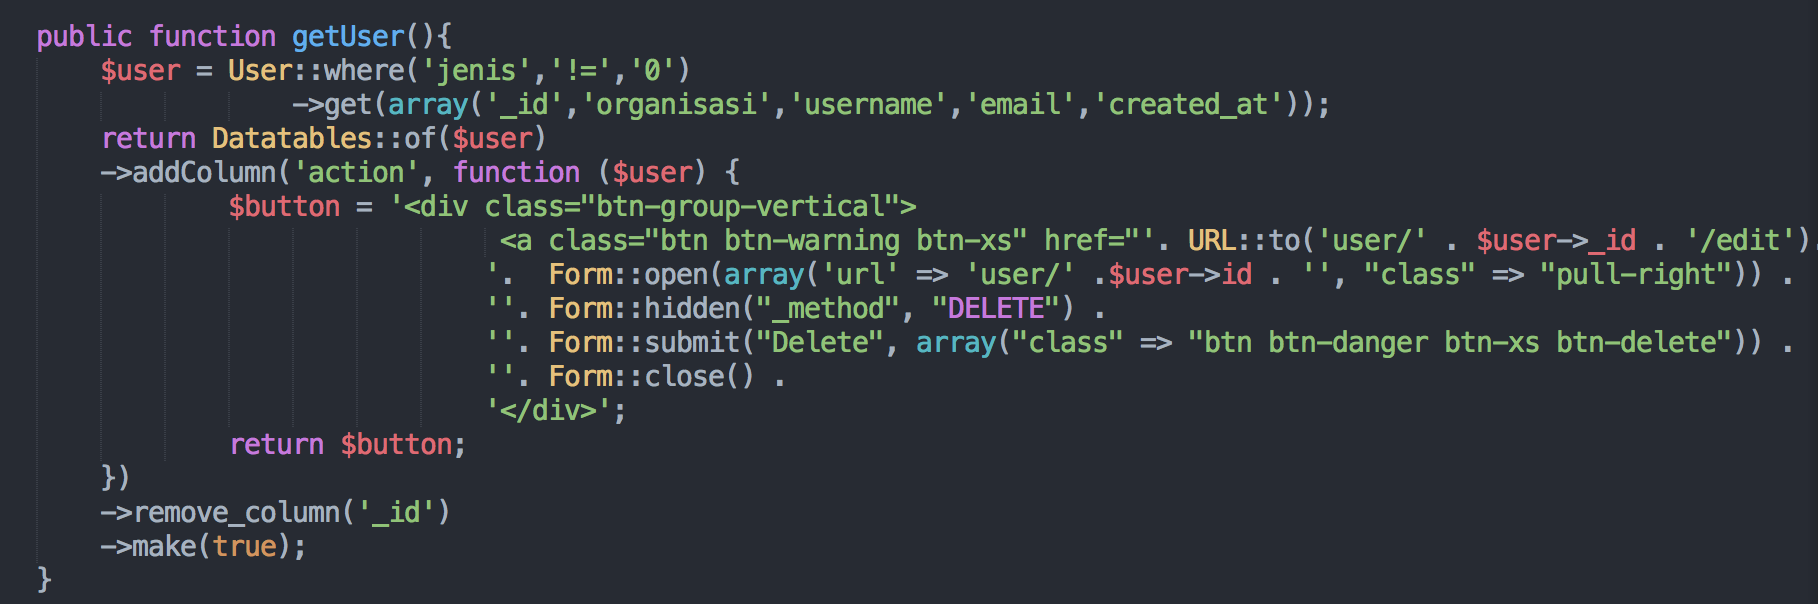 public function getUser(){
$user = User::where('jenis','!=','0')
->get(array('_id','organisasi','username','email','created_at'));
return Datatables::of($user)
->addColumn('action', function ($user) {
$button = '<div class="btn-group-vertical">
<a class="btn btn-warning btn-xs" href="'. URL::to('user/' . $user->_id . '/edit').
'.  Form::open(array('url' => 'user/' .$user->id . '', "class" => "pull-right")) .
''. Form::hidden("_method", "DELETE") .
''. Form::submit("Delete", array("class" => "btn btn-danger btn-xs btn-delete")) .
''. Form::close() .
'</div>';
return $button;
})
->remove_column('_id')
->make(true);
}